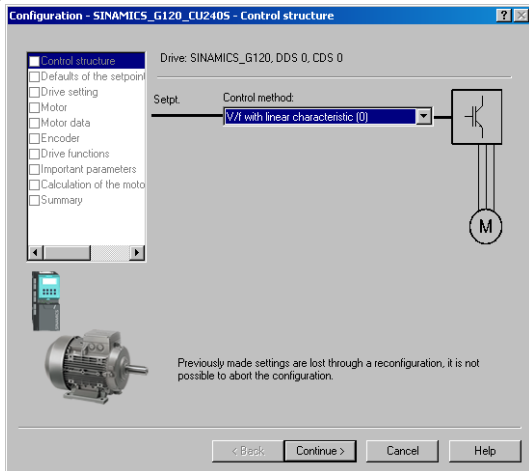 Configuration - SINAMICS_G120_CU240S - Control structure
Control structure
Defaults of the setpoint
Drive setting
Motor
Motor data
Encoder
Drive functions
Important parameters
Calculation of the moto
Summary
Drive: SINAMICS_G120, DDS 0, CDS 0
Setpt.
Control method:
V/f with linear characteristic (0)
M
Previously made settings are lost through a reconfiguration, it is not
possible to abort the configuration.
< Back
Continue >
Cancel
Help